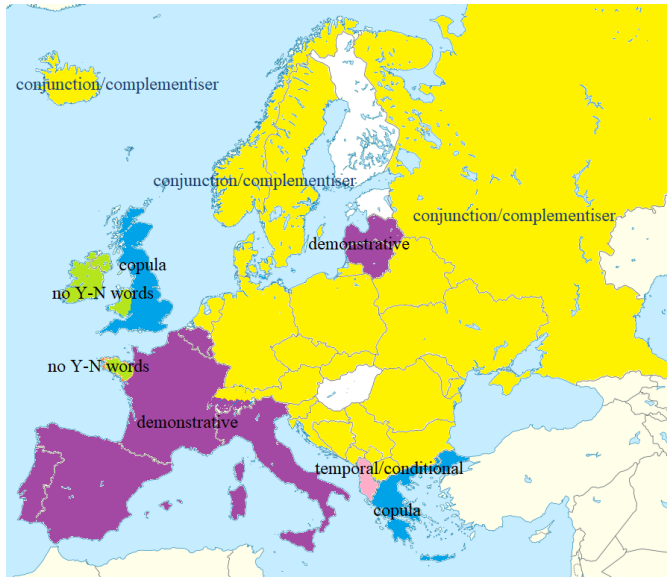 conjunction/complementiser
conjunction/complementiser
conjunction/complementiser
demonstrative
copula
no Y-N words
no Y-N words
demonstrative
temporal/conditional
copula